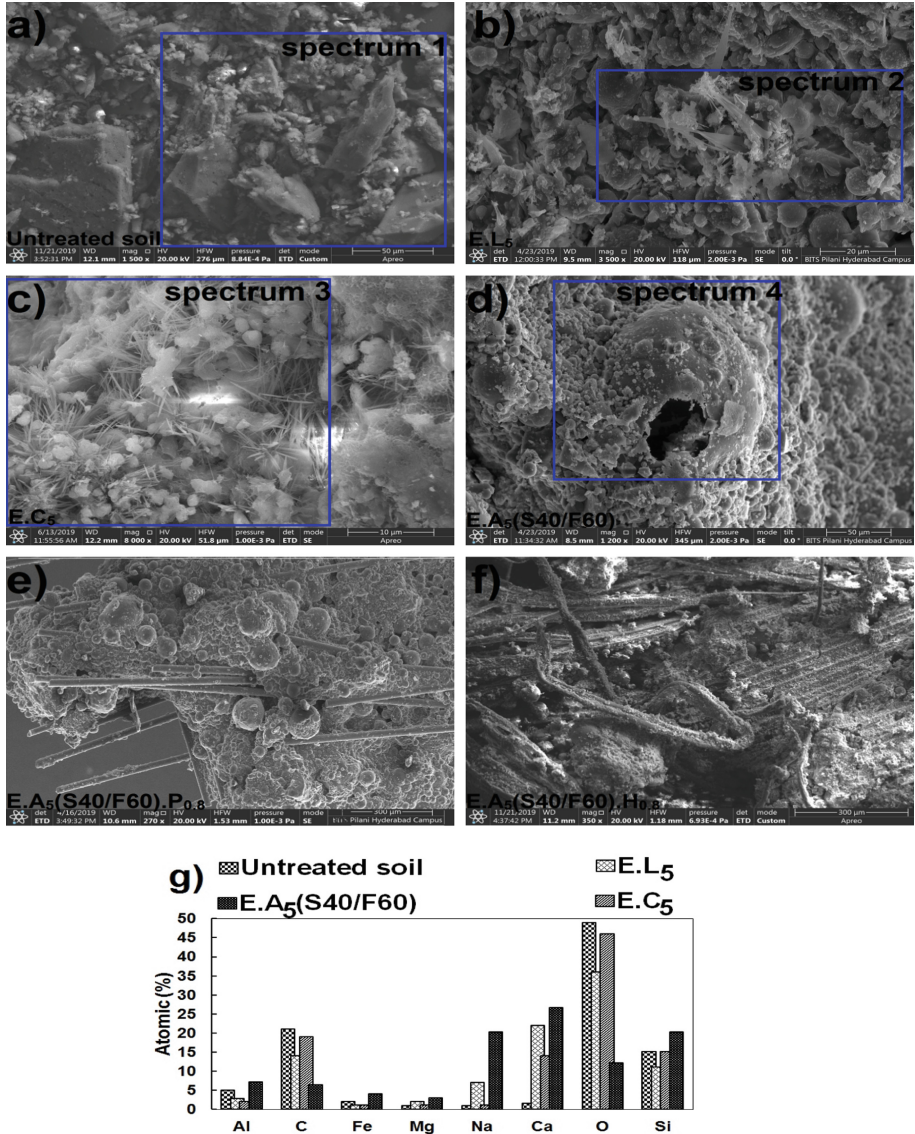 a)
spectrum 1
Untreated soil
11/21/2019 WD mag □ HV HFW pressure det mode 50 µm
3:52:31 PM 12.1 mm 1 500 x 20.00 kV 276 µm 8.84E-4 Pa ETD Custom Apreo
b)
spectrum 2
E.L5
4/23/2019 WD mag □ HV HFW pressure det mode tilt 20 µm
12:00:33 PM 9.5 mm 3 500 x 20.00 kV 118 µm 2.00E-3 Pa ETD SE 0.0 ° BITS Pilani Hyderabad Campus
c)
spectrum 3
E.C5
6/13/2019 WD mag □ HV HFW pressure det mode 10 µm
11:55:56 AM 12.2 mm 8 000 x 20.00 kV 51.8 µm 1.00E-3 Pa ETD SE Apreo
d)
spectrum 4
E.A5(S40/F60)
4/23/2019 WD mag □ HV HFW pressure det mode tilt 50 µm
11:34:32 AM 8.5 mm 1 200 x 20.00 kV 345 µm 2.00E-3 Pa ETD SE 0.0 ° BITS Pilani Hyderabad Campus
e)
E.A5(S40/F60).P0.8
det WD mag □ HV HFW pressure mode 300 µm
ETD 3:49:32 PM 10.6 mm 270 x 20.00 kV 1.53 mm 1.00E-3 Pa SE Pilani Hyderabad Campus
f)
E.A5(S40/F60).H0.8
11/21/2019 WD mag □ HV HFW pressure det mode 300 µm
4:37:42 PM 11.2 mm 350 x 20.00 kV 1.18 mm 6.93E-4 Pa ETD Custom Apreo
g)
Untreated soil E.L5
E.A5(S40/F60) E.C5
Atomic (%)
50
45
40
35
30
25
20
15
10
5
0
Al C Fe Mg Na Ca O Si